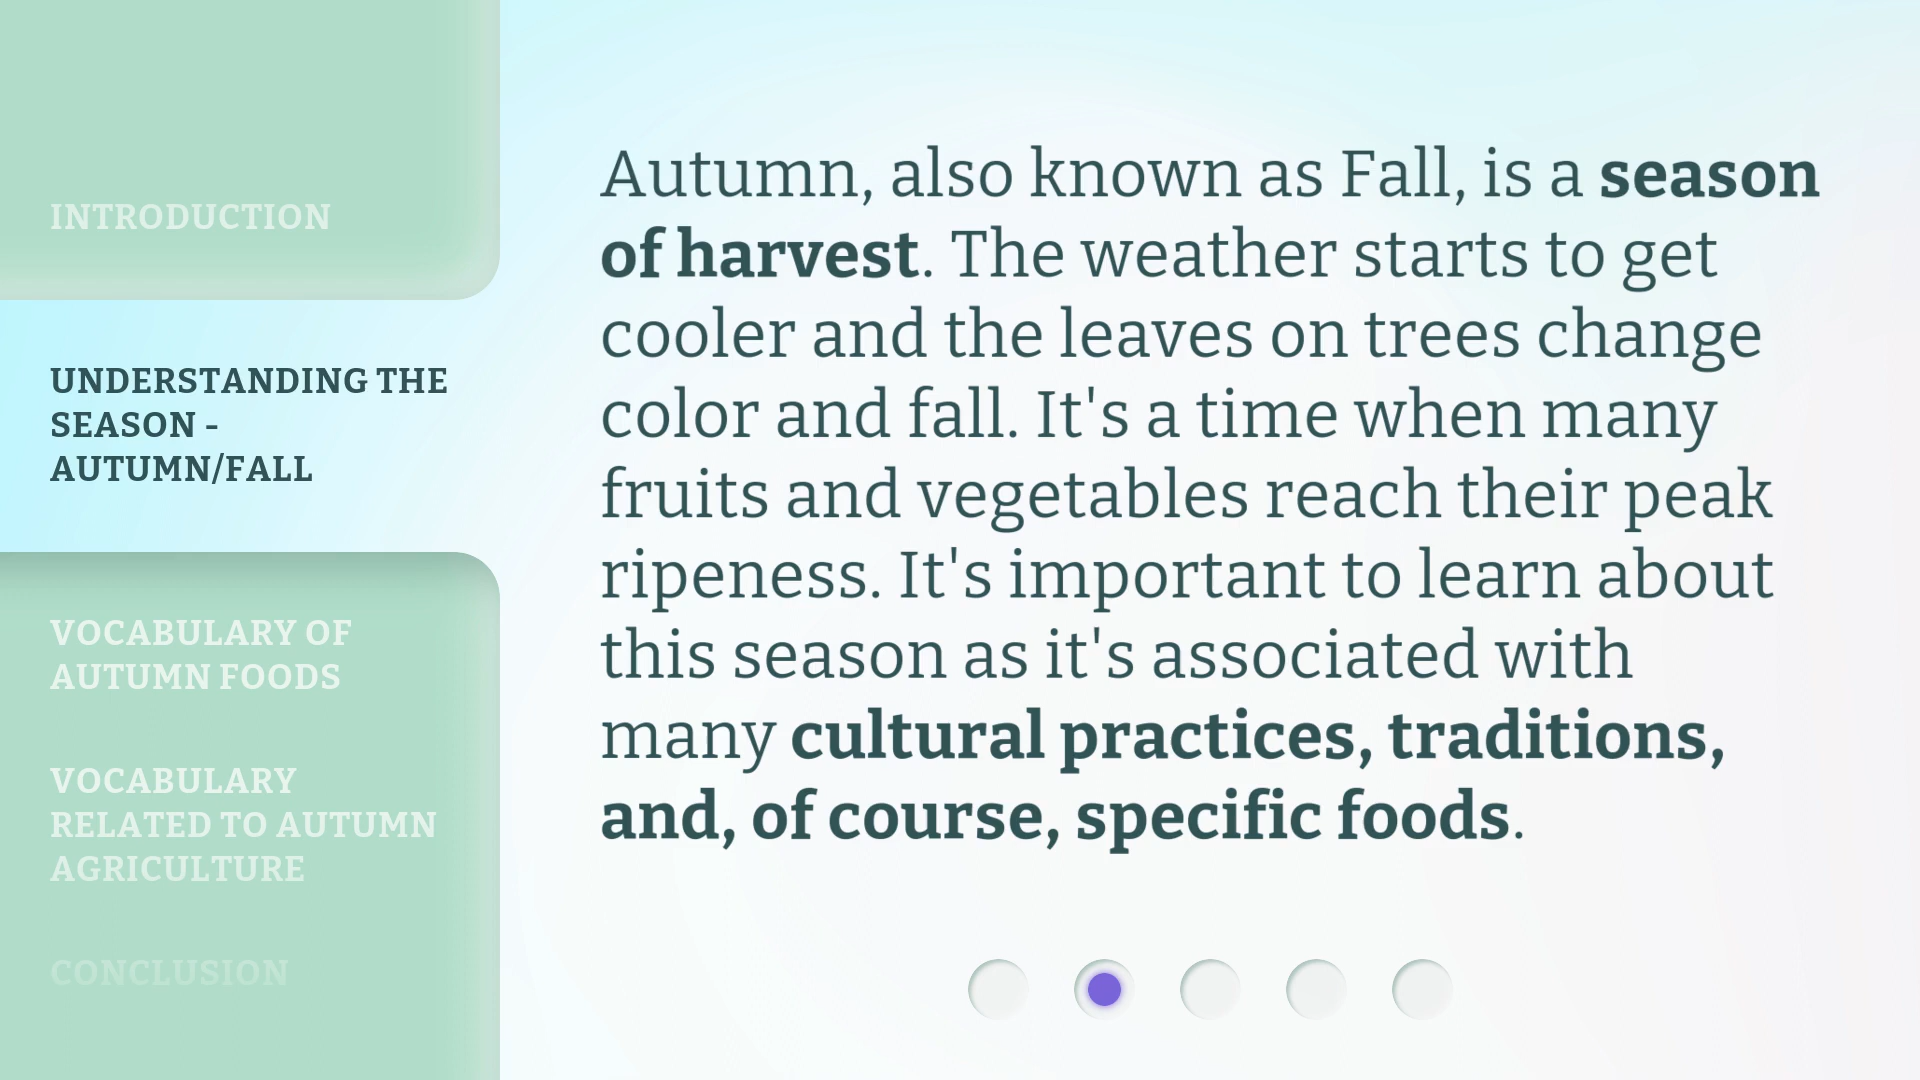 INTRODUCTION
UNDERSTANDING THE
SEASON -
AUTUMN/FALL
VOCABULARY OF
AUTUMN FOODS
VOCABULARY
RELATED TO AUTUMN
AGRICULTURE
CONCLUSION
Autumn, also known as Fall, is a season
of harvest. The weather starts to get
cooler and the leaves on trees change
color and fall. It's a time when many
fruits and vegetables reach their peak
ripeness. It's important to learn about
this season as it's associated with
many cultural practices, traditions,
and, of course, specific foods.